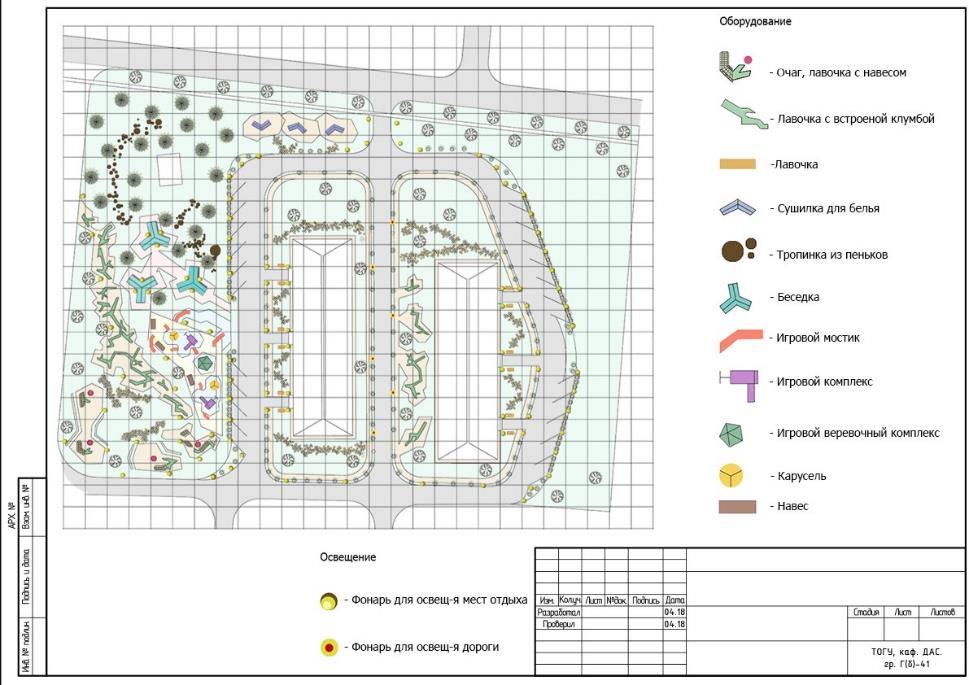 Оборудование
- Очаг, лавочка с навесом
- Лавочка с встроеной клумбой
-Лавочка
- Сушилка для белья
- Тропинка из пеньков
- Беседка
- Игровой мостик
- Игровой комплекс
- Игровой веревочный комплекс
- Карусель
- Навес
Освещение
- Фонарь для освещ-я мест отдыха
- Фонарь для освещ-я дороги
АРХ. №
Взам. инв. №
Подпись и дата
Инв. № подлин.
Изм. Колуч. Лист №док. Подпись Дата
Разработал 04.18
Проверил 04.18
Стадия Лист Листов
ТОГУ, каф. ДАС.
гр. Г(б)-41